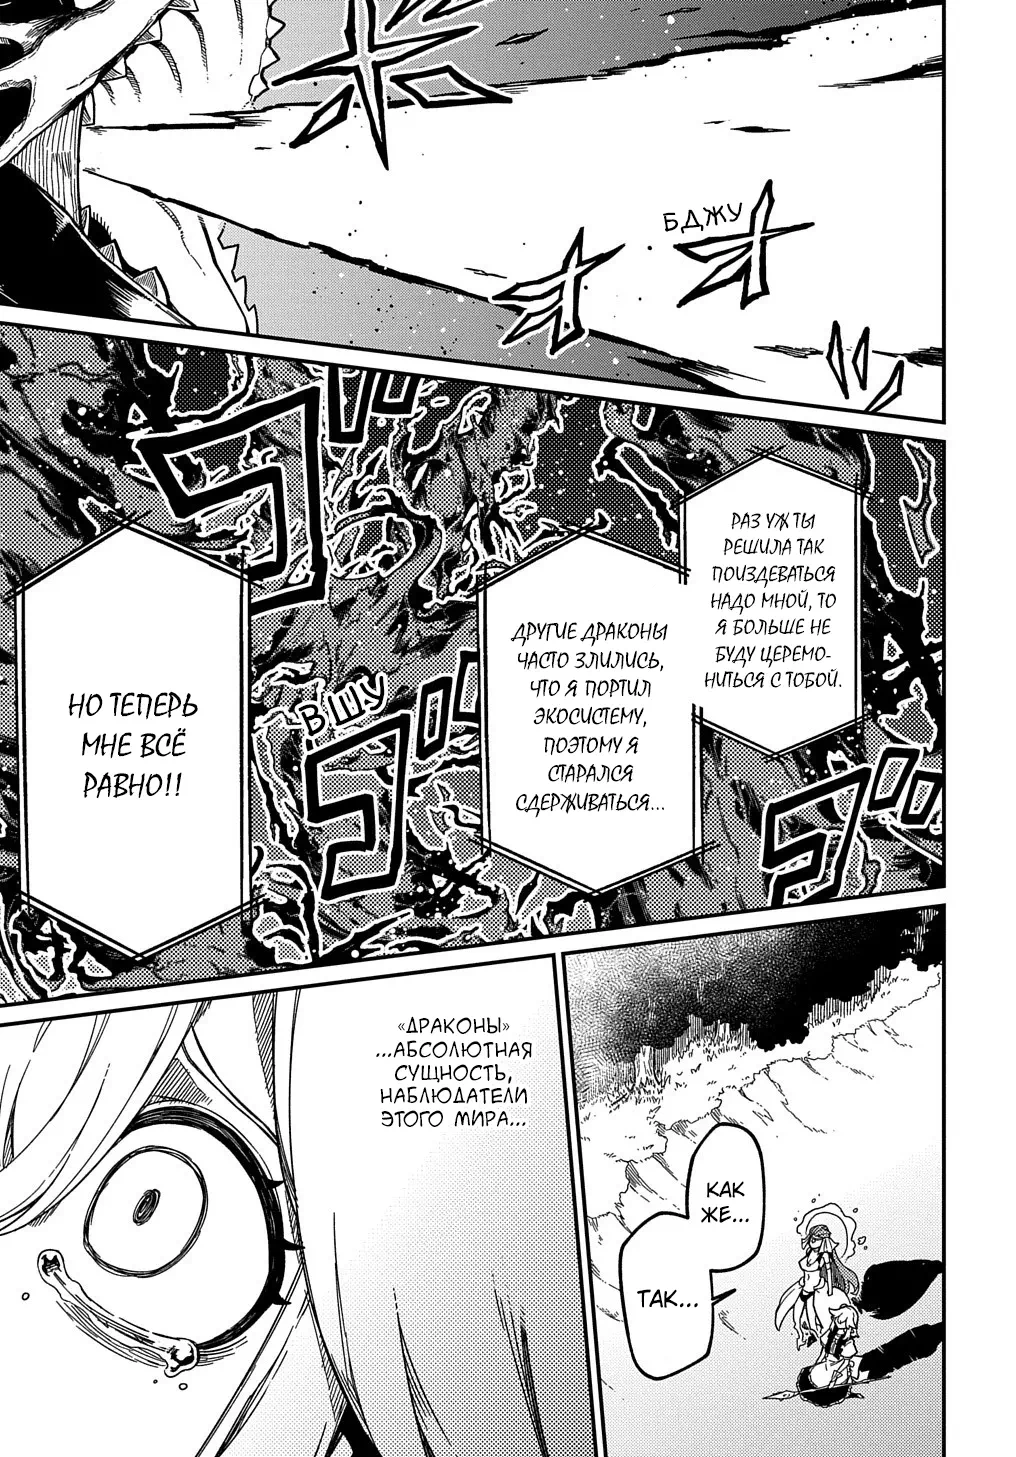 БДЖУ
РАЗ УЖ ТЫ
РЕШИЛА ТАК
ПОИЗДЕВАТЬСЯ
НАДО МНОЙ, ТО
Я БОЛЬШЕ НЕ
БУДУ ЦЕРЕМО-
НИТЬСЯ С ТОБОЙ.
ДРУГИЕ ДРАКОНЫ
ЧАСТО ЗЛИЛИСЬ,
ЧТО Я ПОРТИЛ
ЭКОСИСТЕМУ,
ПОЭТОМУ Я
СТАРАЛСЯ
СДЕРЖИВАТЬСЯ...
ВШУ
НО ТЕПЕРЬ
МНЕ ВСЁ
РАВНО!!
КАК
ЖЕ...
ТАК...
«ДРАКОНЫ»
...АБСОЛЮТНАЯ
СУЩНОСТЬ,
НАБЛЮДАТЕЛИ
ЭТОГО МИРА...